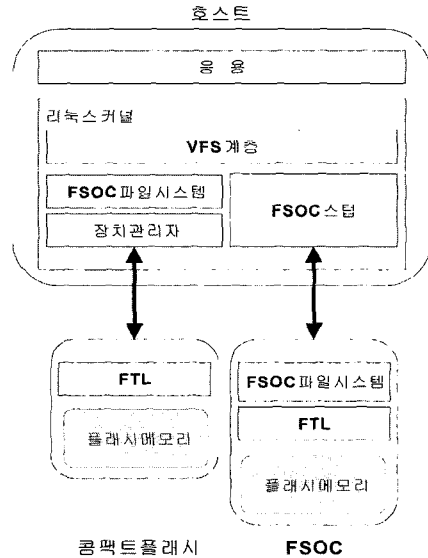 호스트
응 용
리눅스커널
VFS계층
FSOC파일시스템
FSOC스텁
장치관리자
FTL
플래시메모리
FSOC파일시스템
FTL
플래시메모리
콤팩트플래시
FSOC